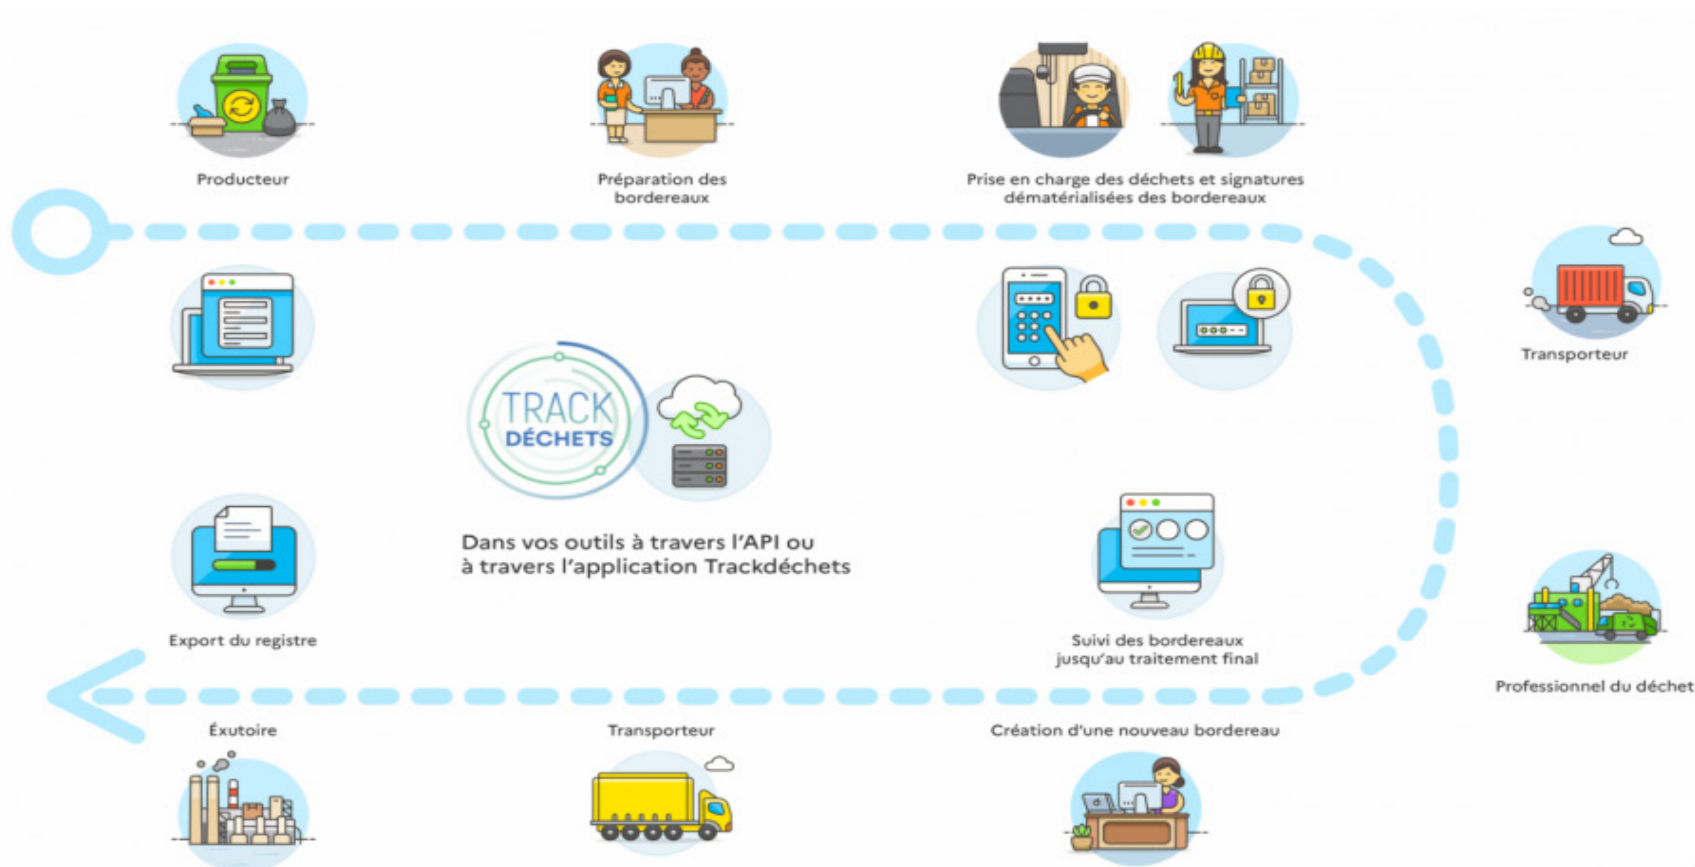 Producteur
Préparation des
bordereaux
Prise en charge des déchets et signatures
dématérialisées des bordereaux
Transporteur
TRACK
DÉCHETS
Dans vos outils à travers l’API ou
à travers l’application Trackdéchets
Export du registre
Suivi des bordereaux
jusqu’au traitement final
Professionnel du déchet
Éxutoire
Transporteur
Création d’une nouveau bordereau